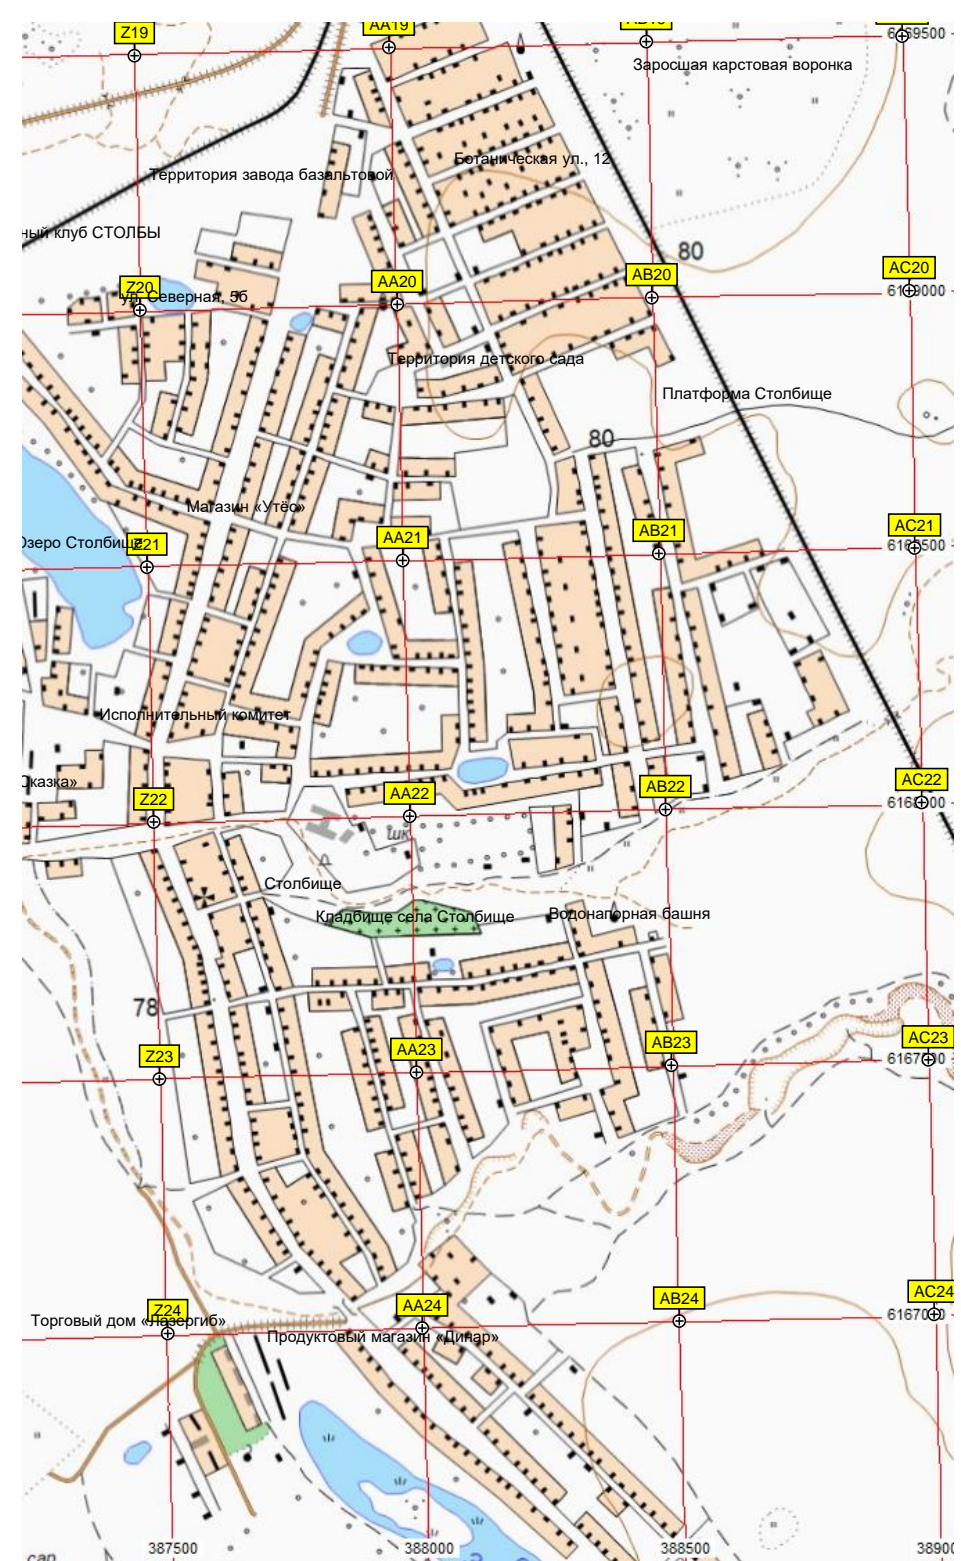 Z19
AA19
6169500
Заросшая карстовая воронка
Ботаническая ул., 12
Территория завода базальтовой
ный клуб СТОЛБЫ
80
Z20
AA20
AB20
AC20
ул. Северная, 5б
Территория детского сада
Платформа Столбище
80
Магазин «Утёс»
Озеро Столбище
Z21
AA21
AB21
AC21
Исполнительный комитет
Сказка»
Z22
AA22
AB22
AC22
шк.
Столбище
Кладбище села Столбище
Водонапорная башня
78
Z23
AA23
AB23
AC23
Z24
AA24
AB24
AC24
Торговый дом «Лазергиб»
Продуктовый магазин «Динар»
сар.
387500
388000
388500